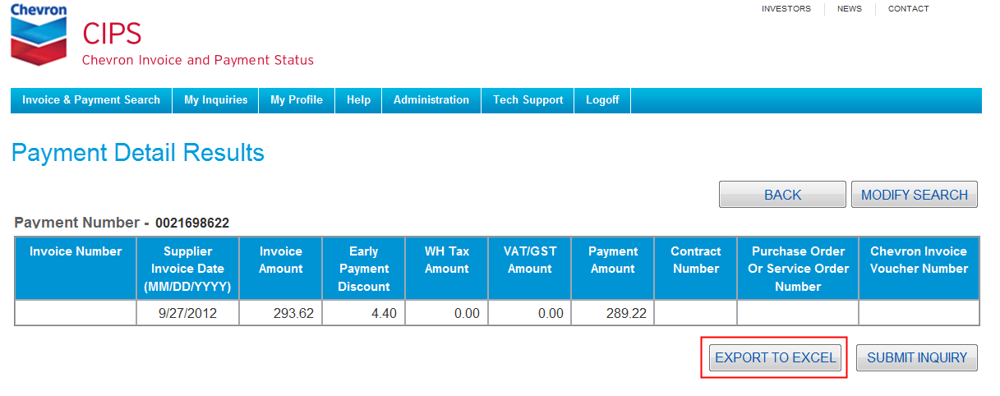 Chevron
INVESTORS NEWS CONTACT
CIPS
Chevron Invoice and Payment Status
Invoice & Payment Search My Inquiries My Profile Help Administration Tech Support Logoff
Payment Detail Results
BACK MODIFY SEARCH
Payment Number - 0021698622
Invoice Number Supplier Invoice Early WH Tax VAT/GST Payment Contract Purchase Order Chevron Invoice
Invoice Date Amount Payment Amount Amount Amount Number Or Service Order Voucher Number
(MM/DD/YYYY) Discount Number
9/27/2012 293.62 4.40 0.00 0.00 289.22
EXPORT TO EXCEL SUBMIT INQUIRY